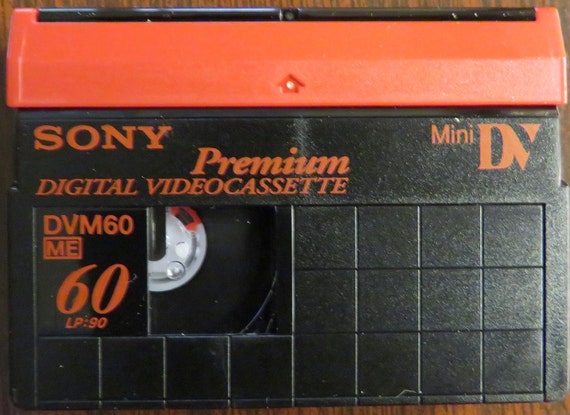 SONY
Premium
DIGITAL VIDEOCASSETTE
Mini DV
DVM60
ME
60
LP:90